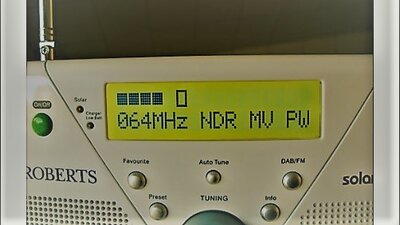 ON/OFF
Solar
Charge/
Low Batt
064MHz NDR MV PW
Favourite Auto Tune DAB/FM
ROBERTS
solar
Preset TUNING Info